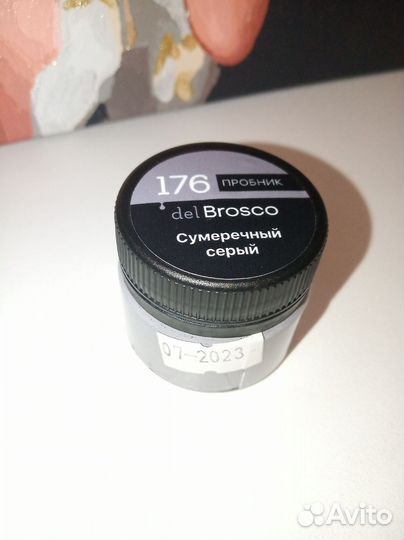 176 ПРОБНИК
del Brosco
Сумеречный
серый
07-2023
Avito